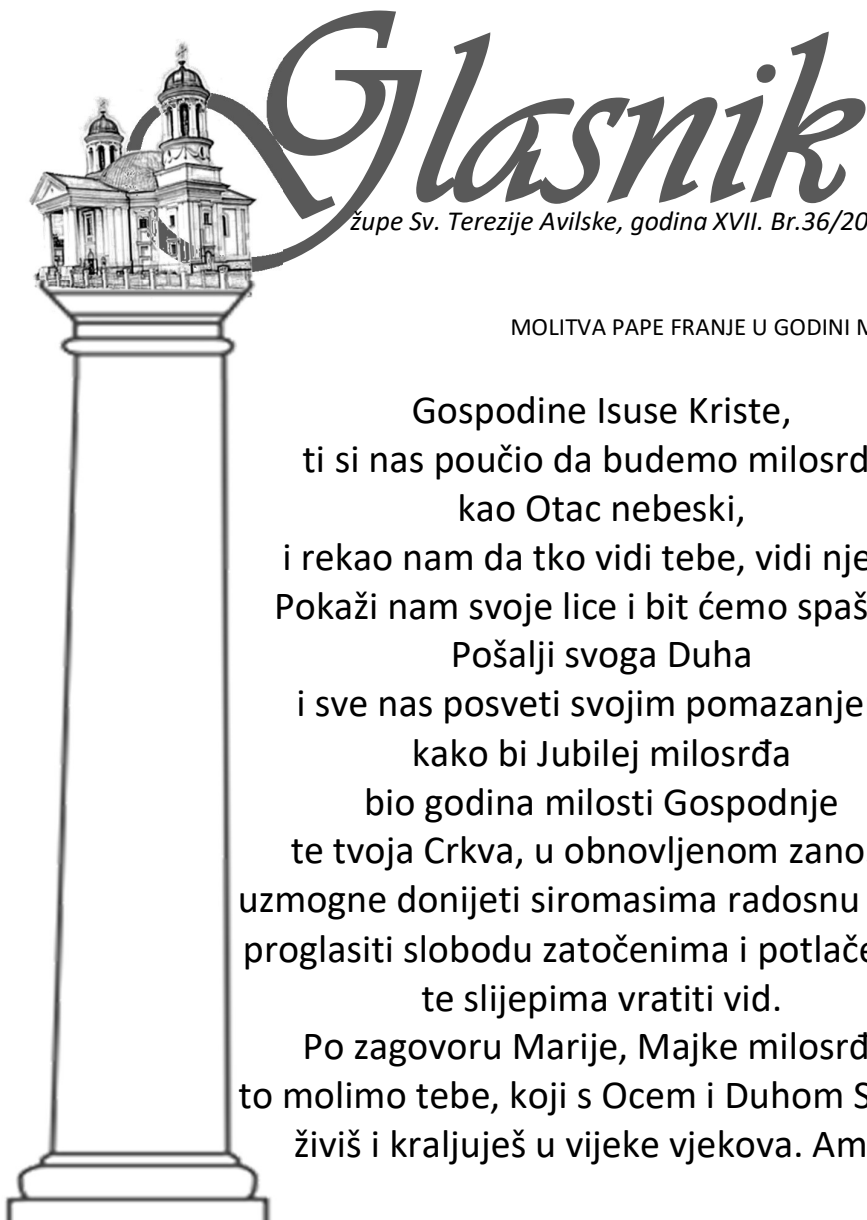 Glasnik
župe Sv. Terezije Avilske, godina XVII. Br.36/20
MOLITVA PAPE FRANJE U GODINI
Gospodine Isuse Kriste,
ti si nas poučio da budemo milosrd
kao Otac nebeski,
i rekao nam da tko vidi tebe, vidi nje
Pokaži nam svoje lice i bit ćemo spaš
Pošalji svoga Duha
i sve nas posveti svojim pomazanje
kako bi Jubilej milosrđa
bio godina milosti Gospodnje
te tvoja Crkva, u obnovljenom zano
uzmogne donijeti siromasima radosnu
proglasiti slobodu zatočenima i potlače
te slijepima vratiti vid.
Po zagovoru Marije, Majke milosrđ
to molimo tebe, koji s Ocem i Duhom S
živiš i kraljuješ u vijeke vjekova. Am